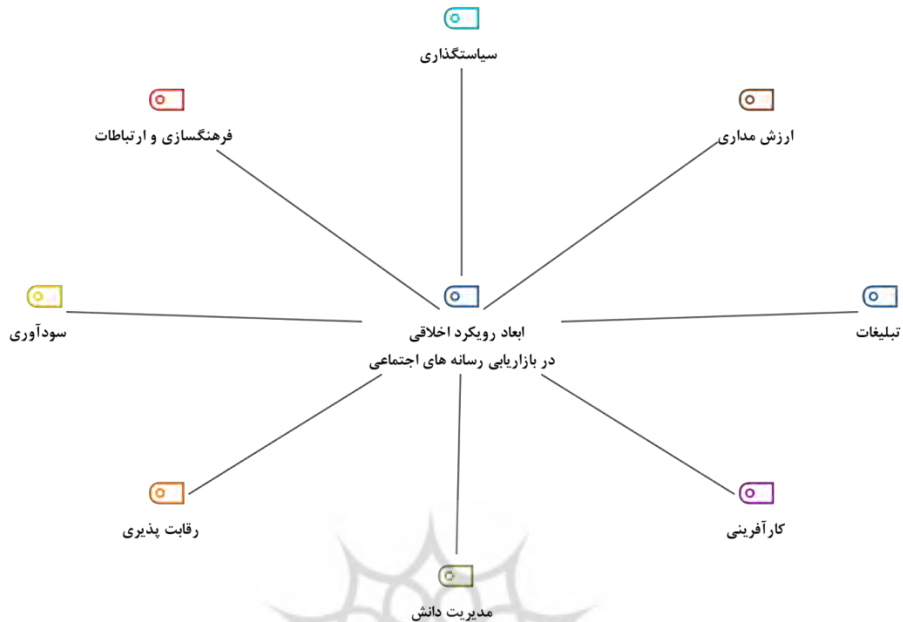 سیاستگذاری
ارزش مداری
فرهنگسازی و ارتباطات
تبلیغات
ابعاد رویکرد اخلاقی
در بازاریابی رسانه های اجتماعی
سودآوری
کارآفرینی
رقابت پذیری
مدیریت دانش